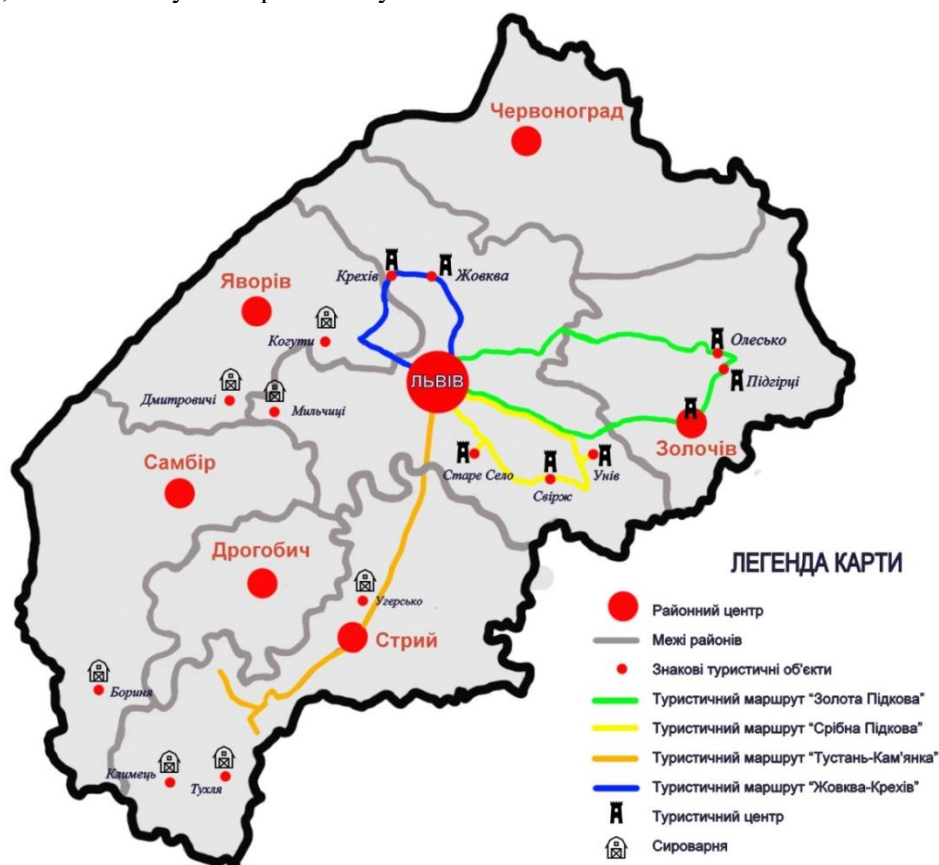 Червоноград
Крехів
Жовква
Яворів
Когути
Олесько
ЛЬВІВ
Підгірці
Дмитровичі
Мильчиці
Золочів
Самбір
Старе Село
Унів
Свірж
Дрогобич
Угерсько
Стрий
Бориня
Климець
Тухля
ЛЕГЕНДА КАРТИ
Районний центр
Межі районів
Знакові туристичні об'єкти
Туристичний маршрут "Золота Підкова"
Туристичний маршрут "Срібна Підкова"
Туристичний маршрут "Тустань-Кам'янка"
Туристичний маршрут "Жовква-Крехів"
Туристичний центр
Сироварня